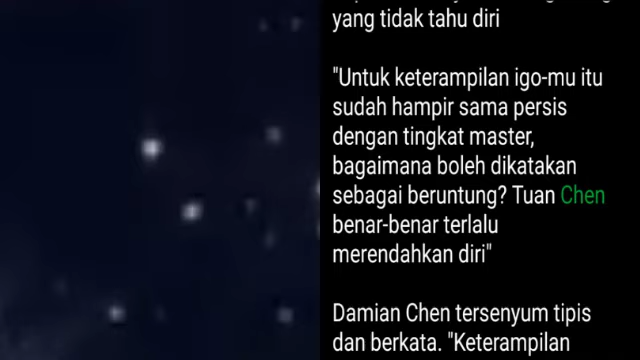 yang tidak tahu diri
"Untuk keterampilan igo-mu itu
sudah hampir sama persis
dengan tingkat master,
bagaimana boleh dikatakan
sebagai beruntung? Tuan Chen
benar-benar terlalu
merendahkan diri"
Damian Chen tersenyum tipis
dan berkata. "Keterampilan